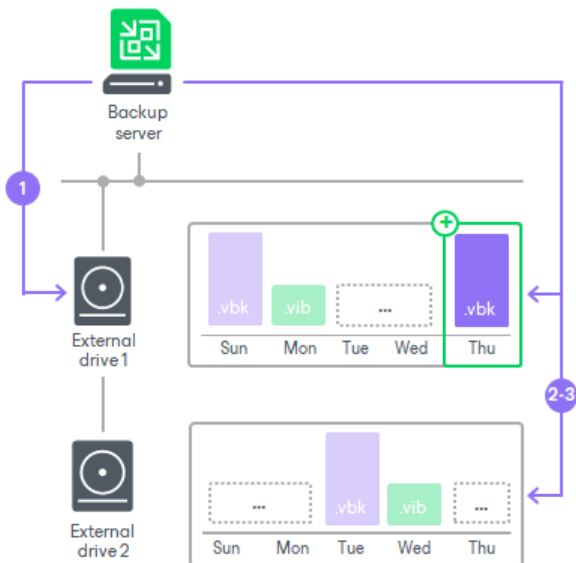 Backup
server
1
External
drive 1
.vbk
.vib
...
.vbk
Sun Mon Tue Wed Thu
2-3
External
drive 2
...
.vbk
.vib
...
Sun Mon Tue Wed Thu